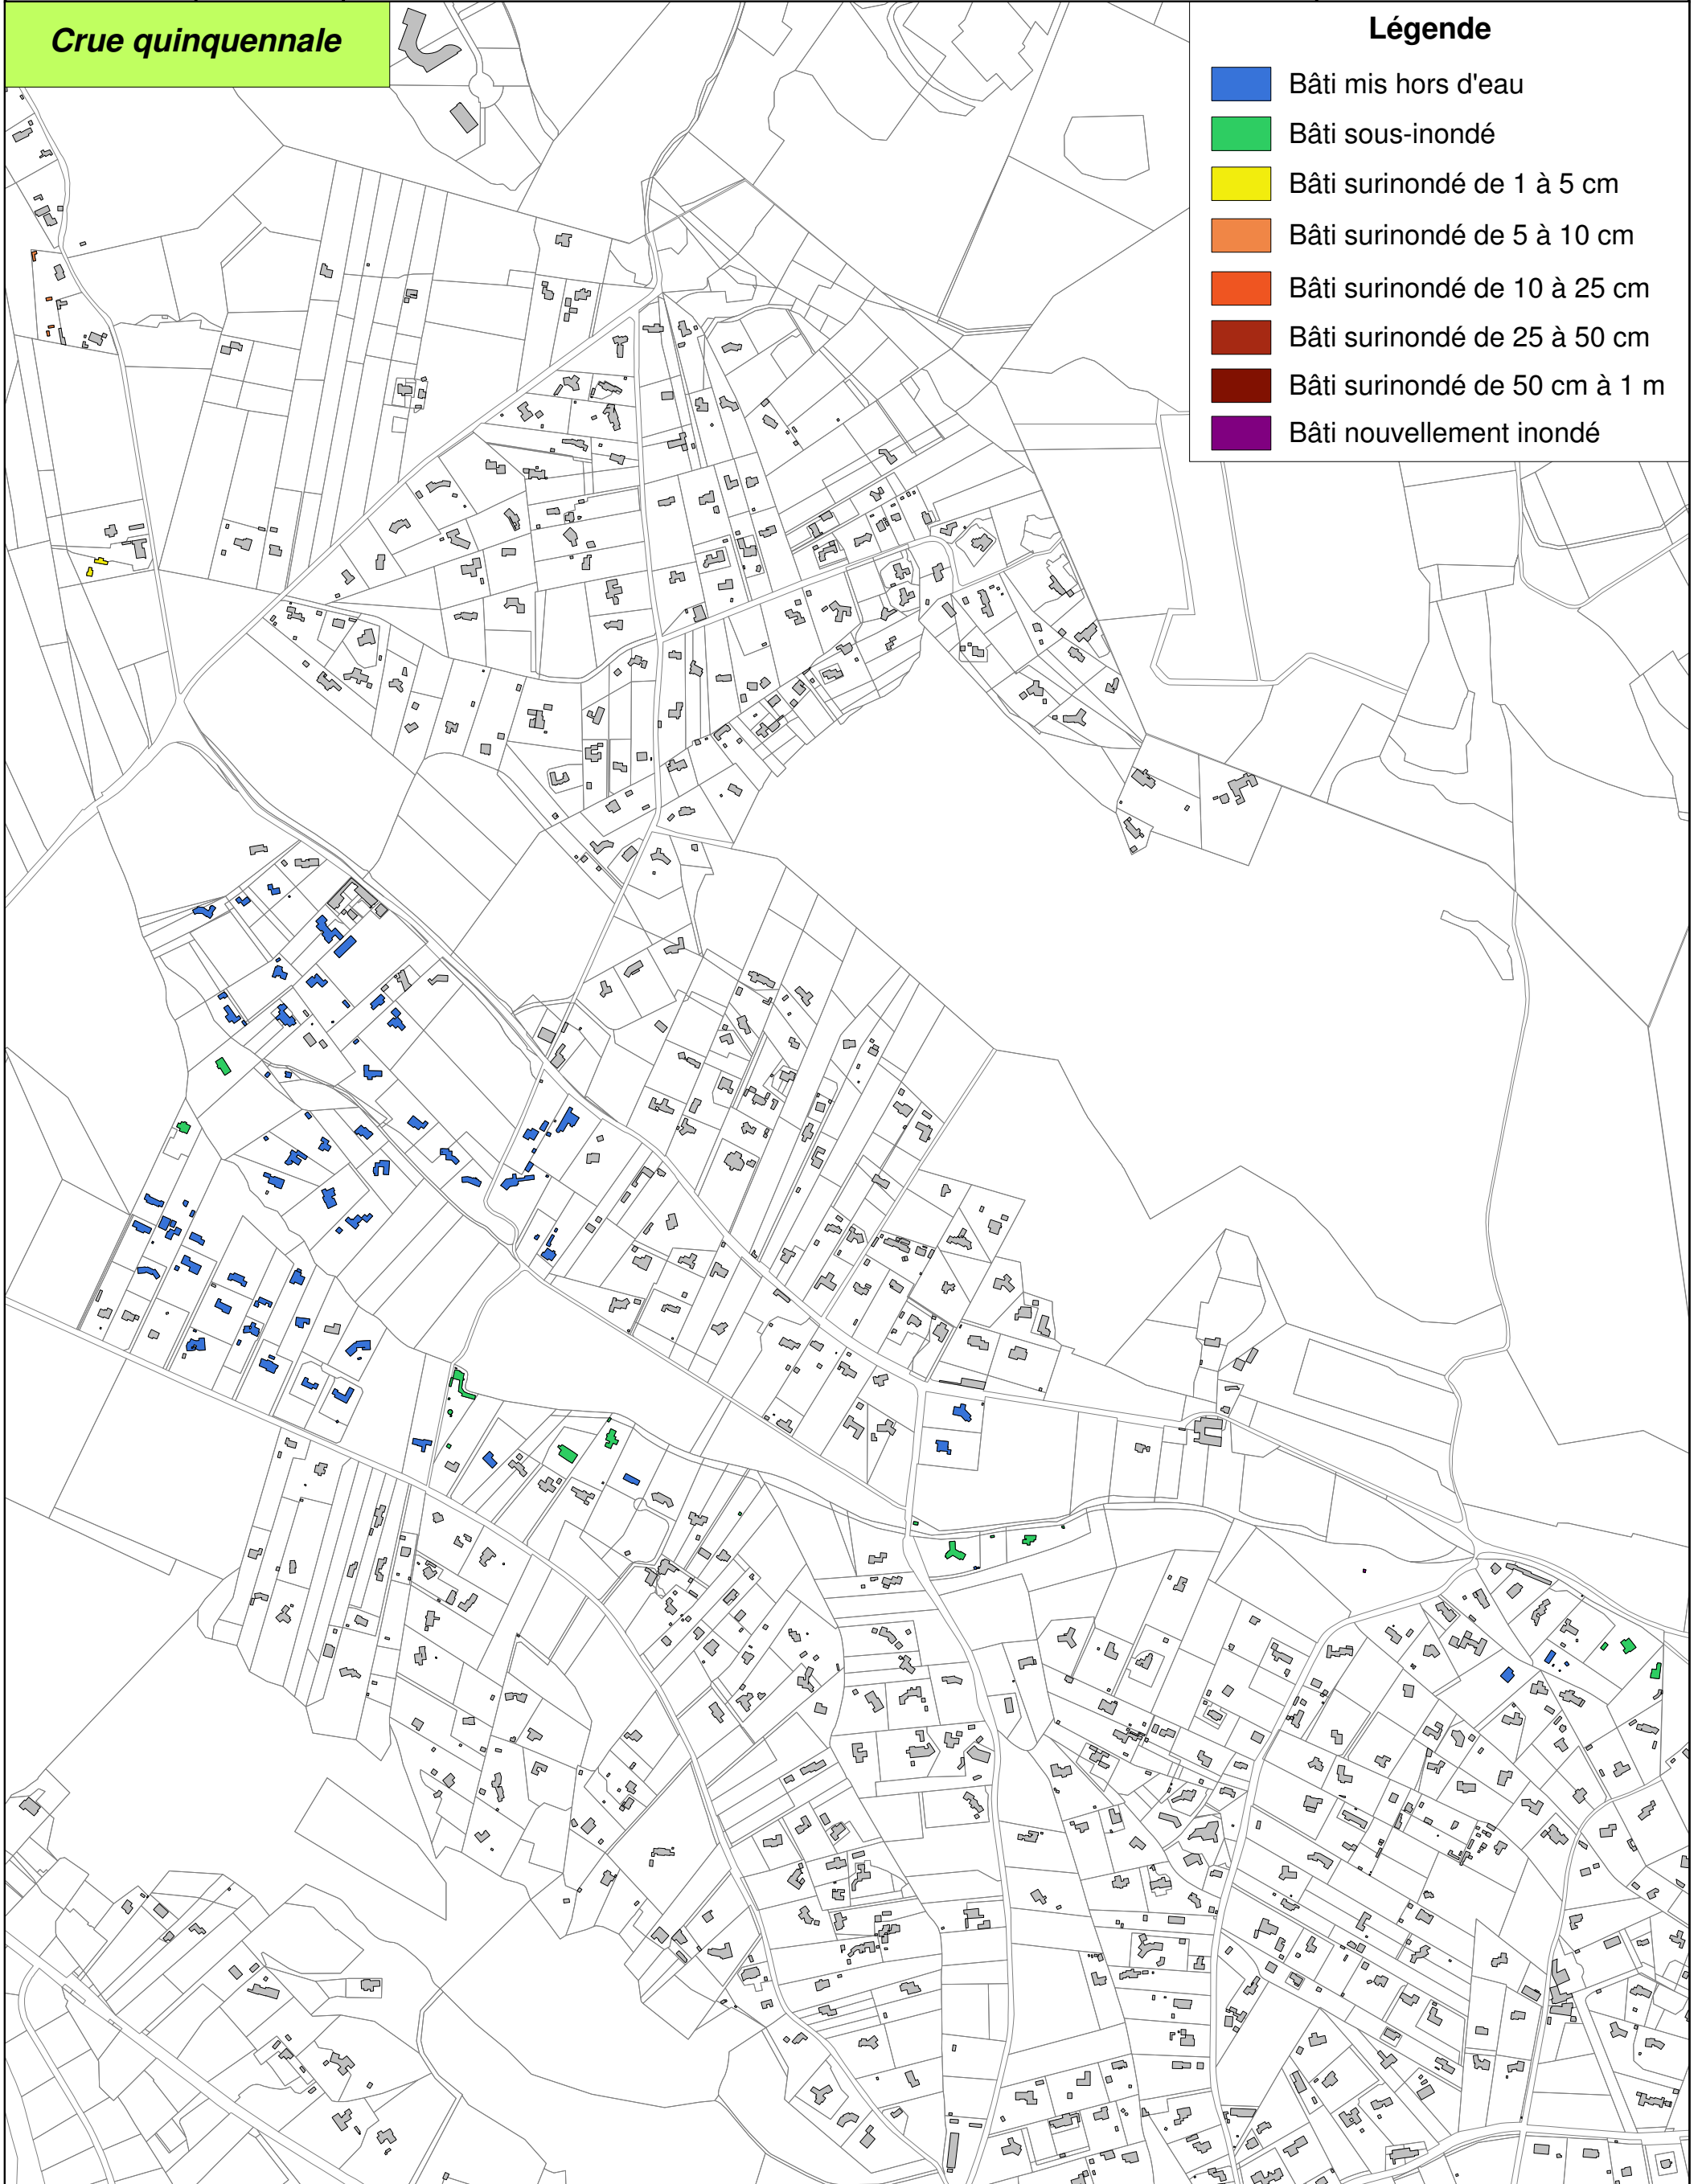 Crue quinquennale
Légende
Bâti mis hors d'eau
Bâti sous-inondé
Bâti surinondé de 1 à 5 cm
Bâti surinondé de 5 à 10 cm
Bâti surinondé de 10 à 25 cm
Bâti surinondé de 25 à 50 cm
Bâti surinondé de 50 cm à 1 m
Bâti nouvellement inondé